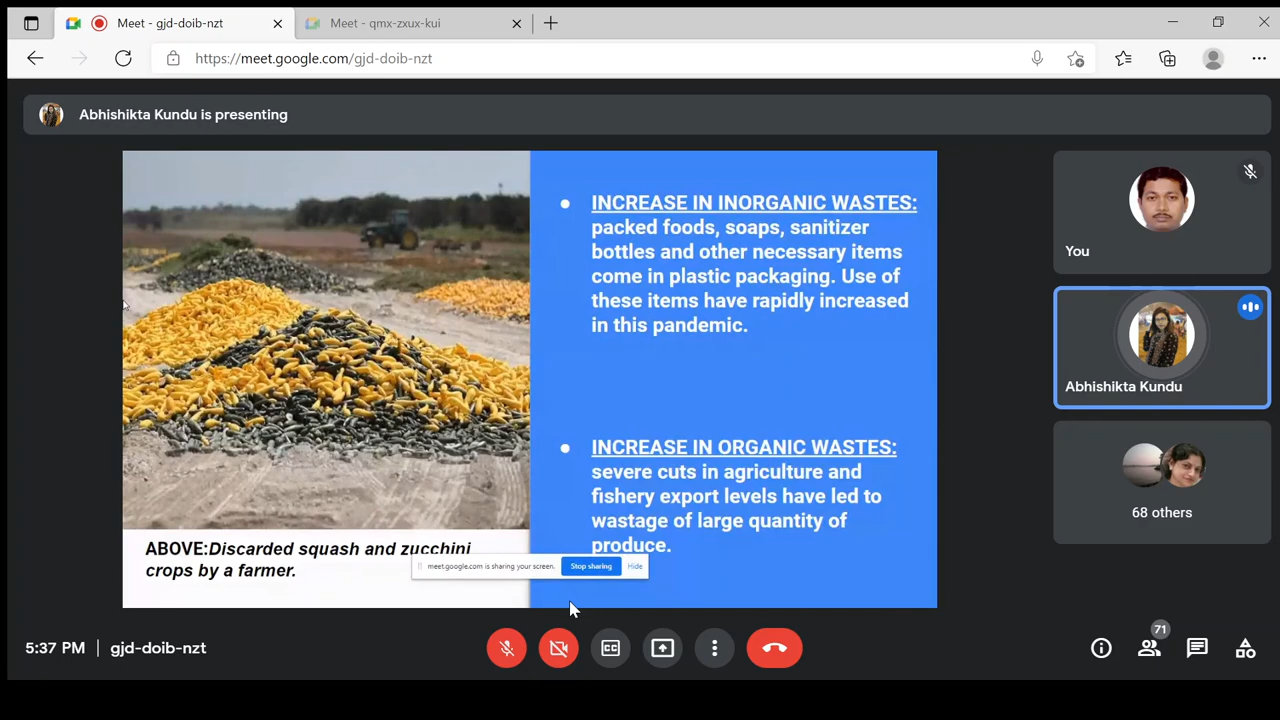 Meet - gjd-doib-nzt
Meet - qmx-zxux-kui
https://meet.google.com/gjd-doib-nzt
Abhishikta Kundu is presenting
INCREASE IN INORGANIC WASTES:
packed foods, soaps, sanitizer
bottles and other necessary items
come in plastic packaging. Use of
these items have rapidly increased
in this pandemic.
INCREASE IN ORGANIC WASTES:
severe cuts in agriculture and
fishery export levels have led to
wastage of large quantity of
produce.
ABOVE:Discarded squash and zucchini
crops by a farmer.
meet.google.com is sharing your screen.
Stop sharing
Hide
You
Abhishikta Kundu
68 others
5:37 PM
gjd-doib-nzt
CC
71